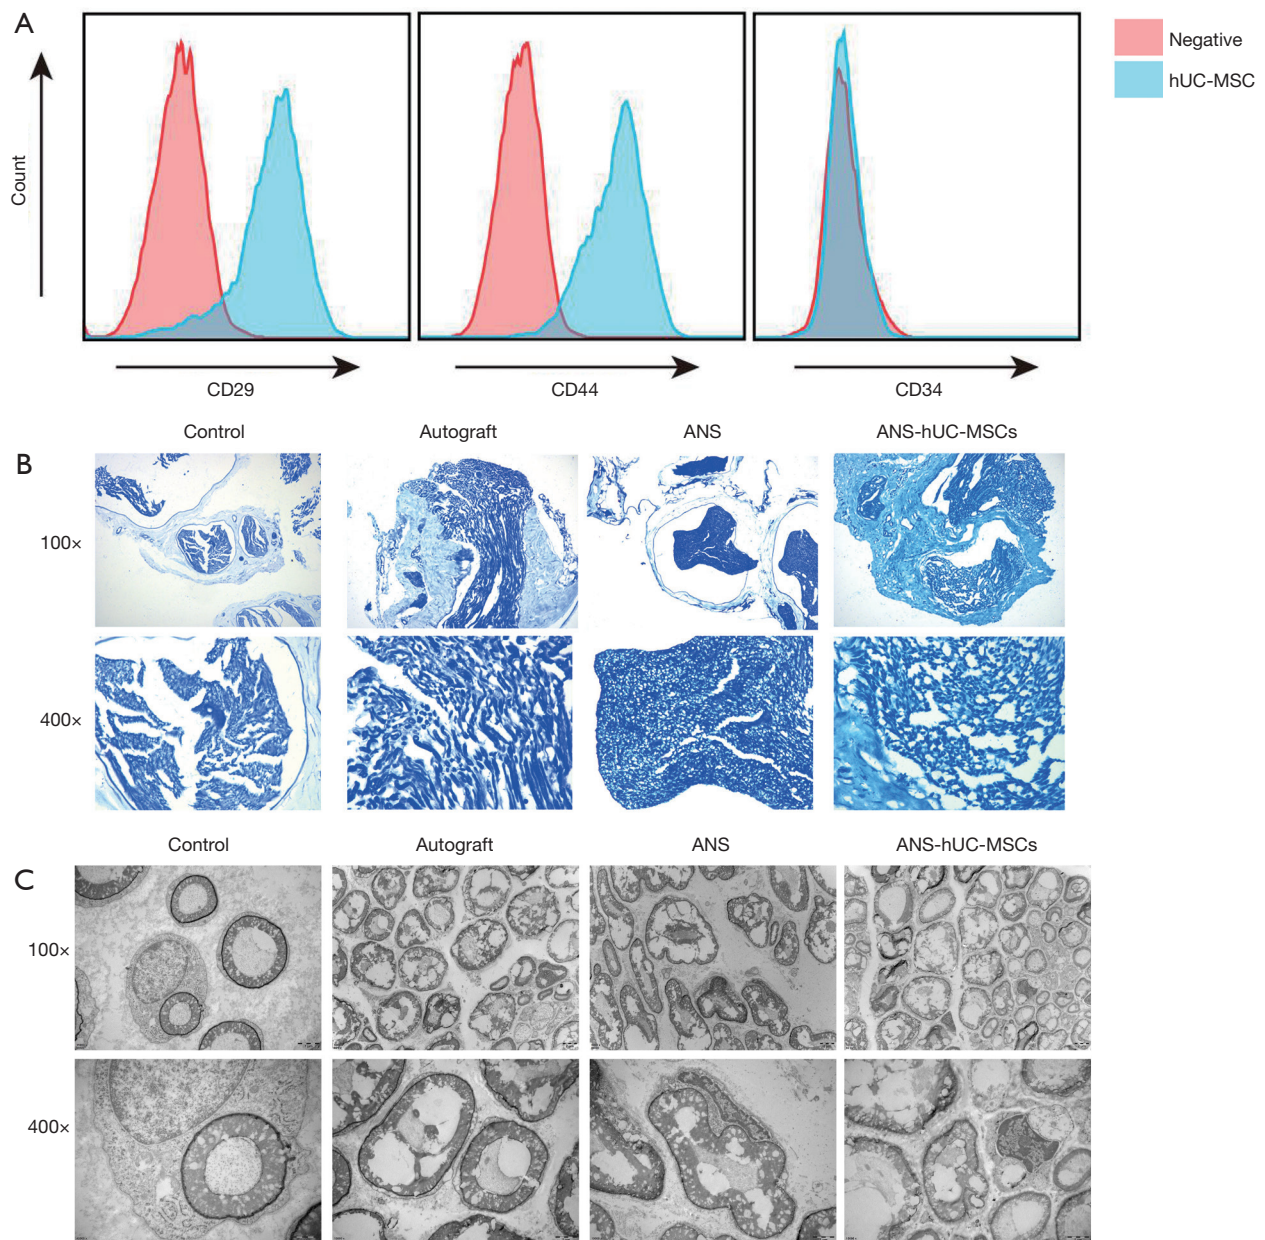 A
Negative
hUC-MSC
Count
CD29
CD44
CD34
B
Control
Autograft
ANS
ANS-hUC-MSCs
100×
400×
C
Control
Autograft
ANS
ANS-hUC-MSCs
100×
400×